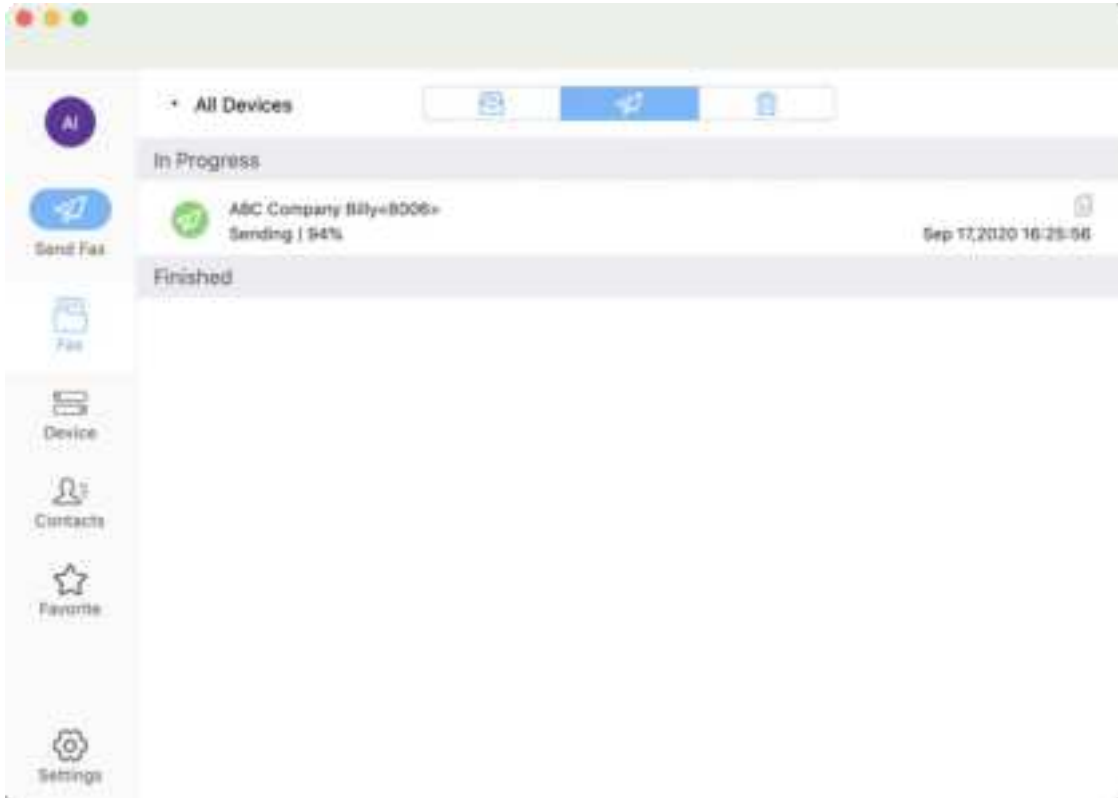 AI
All Devices
In Progress
ABC Company Billy<8006>
Sending | 94%
Sep 17,2020 16:25:56
Send Fax
Finished
Fax
Device
Contacts
Favorite
Settings